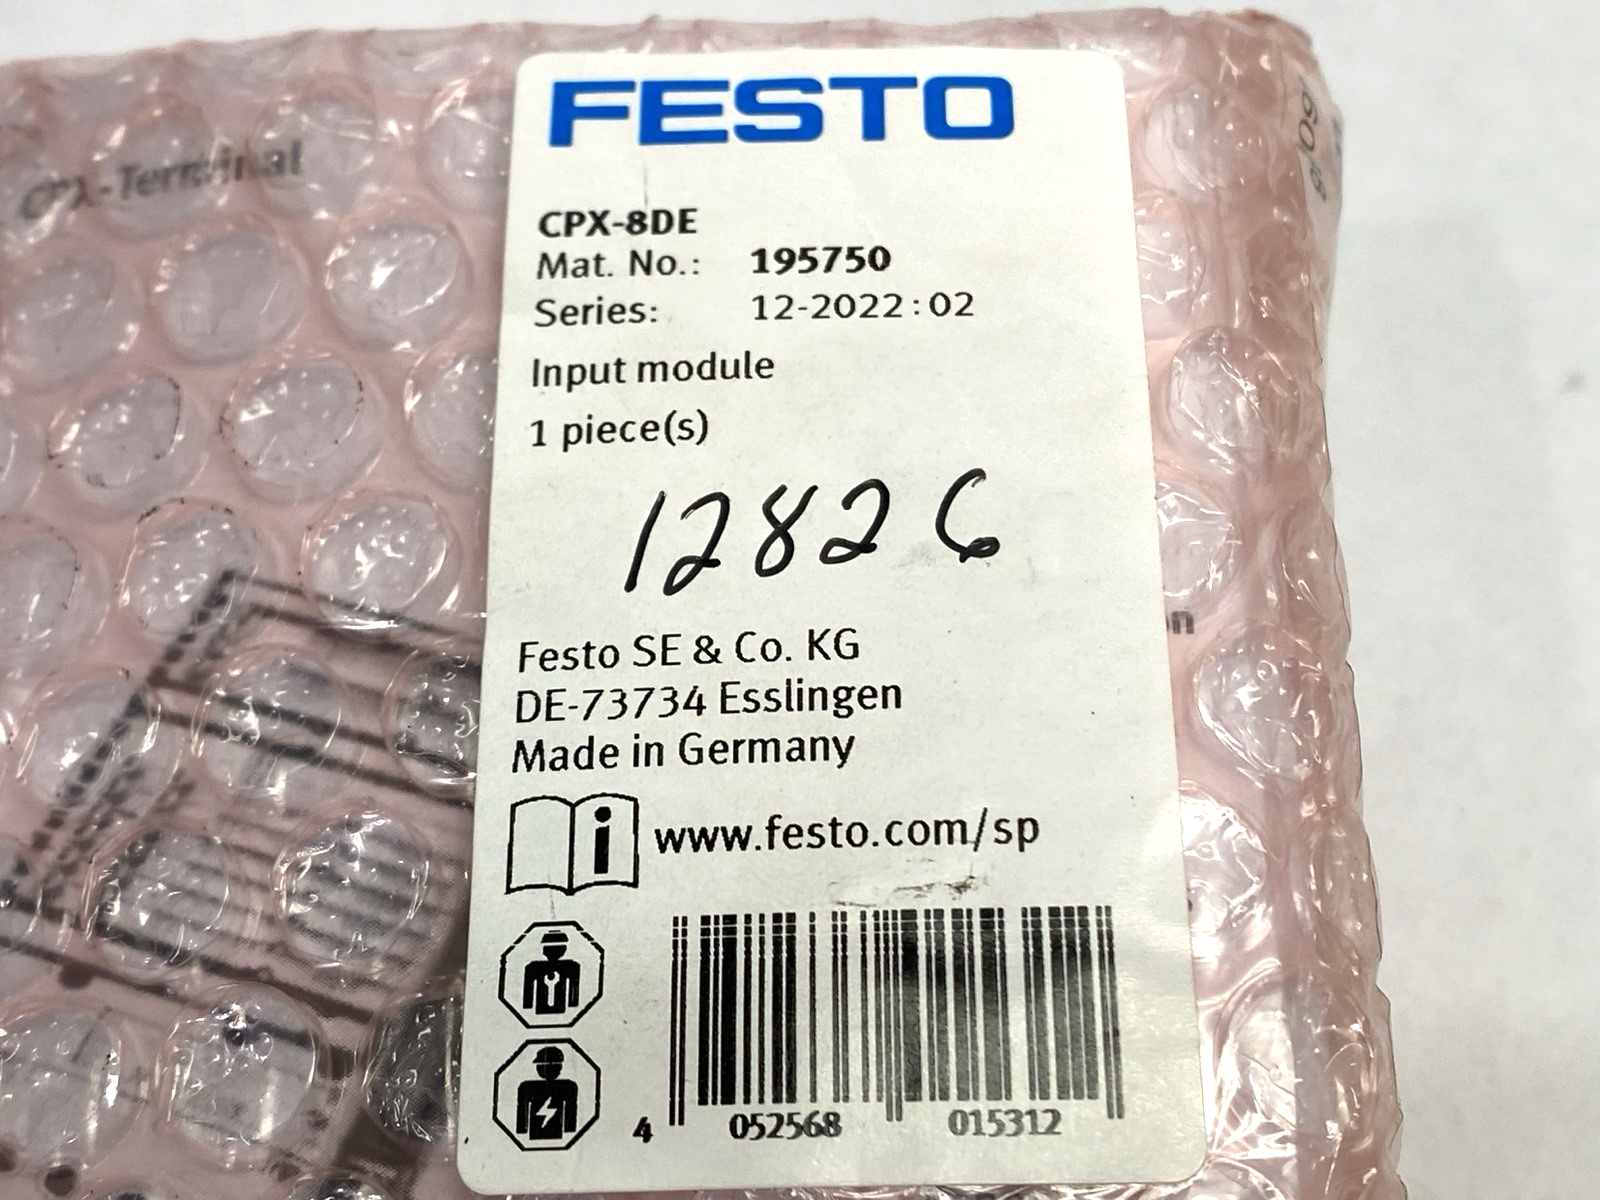 FESTO
CPX-Terminal
CPX-8DE
Mat. No.: 195750
Series: 12-2022:02
Input module
1 piece(s)
12826
Festo SE & Co. KG
DE-73734 Esslingen
Made in Germany
i www.festo.com/sp
4 052568 015312